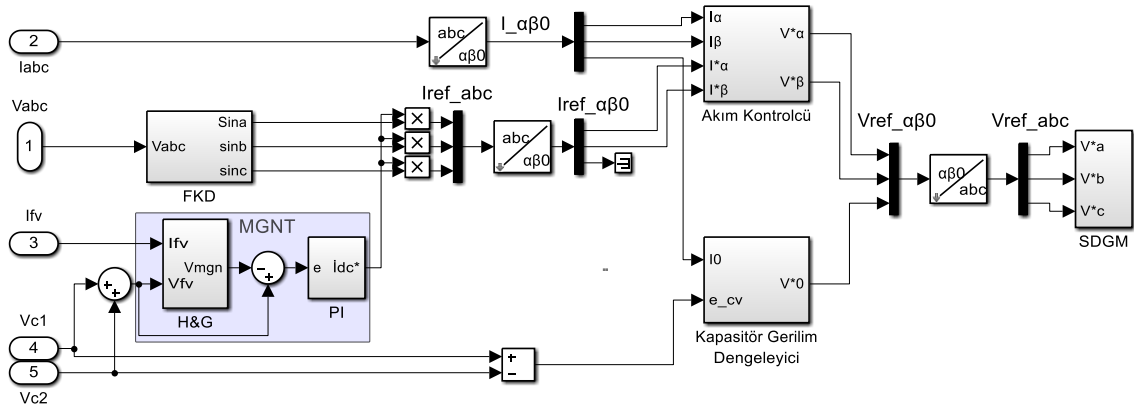 2
Iabc
abc
αβ0
I_αβ0
Iα
Iβ
I*α
I*β
V*α
V*β
Akım Kontrolcü
Vabc
1
Vabc
Sina
sinb
sinc
FKD
×
×
×
Iref_abc
abc
αβ0
Iref_αβ0
Vref_αβ0
αβ0
abc
Vref_abc
V*a
V*b
V*c
SDGM
Ifv
3
MGNT
Ifv
Vfv
Vmgn
H&G
-
+
e
İdc*
PI
+
+
Vc1
4
5
Vc2
+
-
I0
e_cv
V*0
Kapasitör Gerilim
Dengeleyici